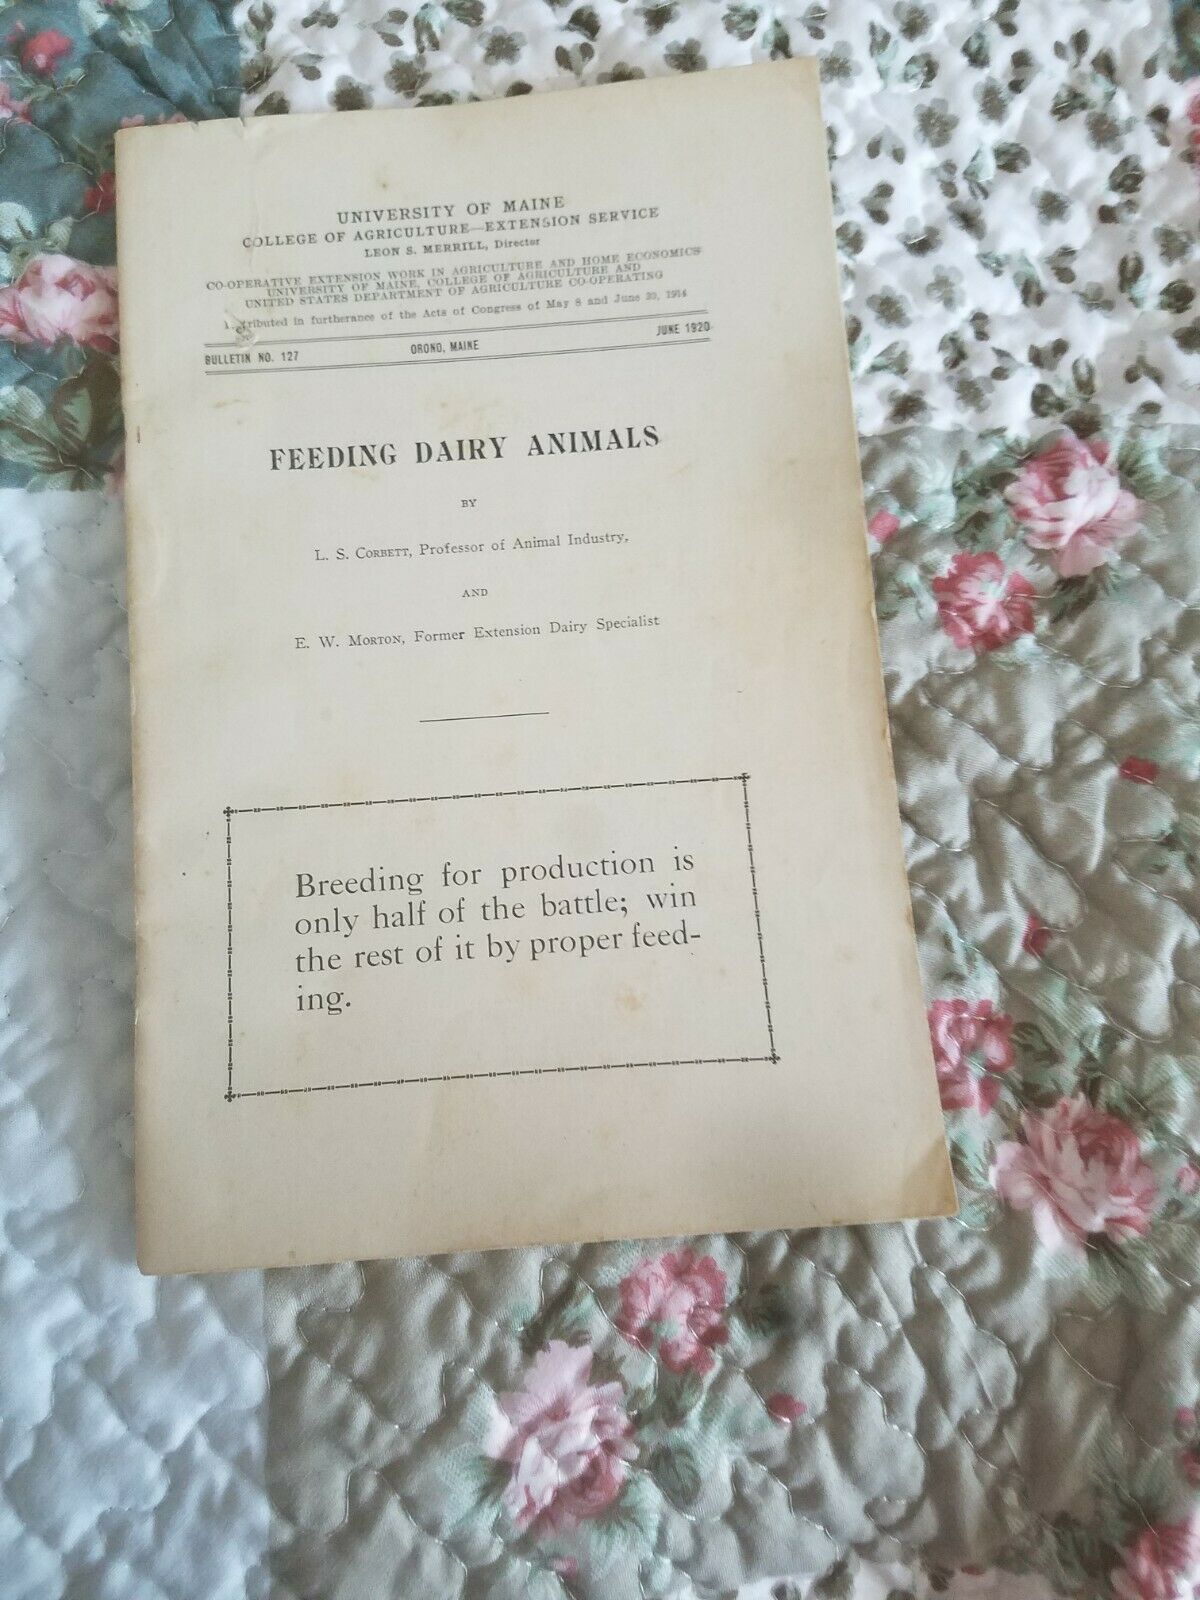 UNIVERSITY OF MAINE
COLLEGE OF AGRICULTURE—EXTENSION SERVICE
LEON S. MERRILL, Director
CO-OPERATIVE EXTENSION WORK IN AGRICULTURE AND HOME ECONOMICS
UNIVERSITY OF MAINE, COLLEGE OF AGRICULTURE AND
UNITED STATES DEPARTMENT OF AGRICULTURE CO-OPERATING
in furtherance of the Acts of Congress of May 8 and June 30, 1914
BULLETIN NO. 127 ORONO, MAINE JUNE 1920
FEEDING DAIRY ANIMALS
BY
L. S. CORBETT, Professor of Animal Industry,
AND
E. W. MORTON, Former Extension Dairy Specialist
Breeding for production is
only half of the battle; win
the rest of it by proper feed-
ing.